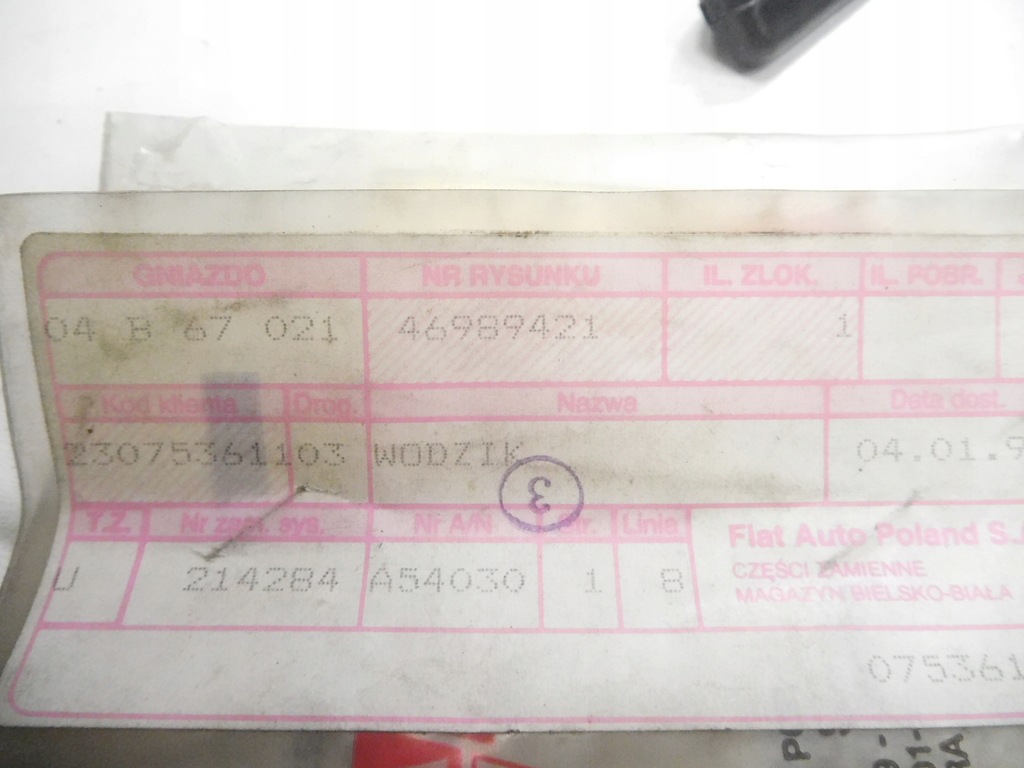 GNIAZDO NR RYSUNKU IL. ZLOK. IL. POBR.
04 B 67 021 46989421 1
Kod klienta Drog. Nazwa Data dost.
23075361103 WODZIK 04.01.9
3
T.Z. Nr zam. sys. Nr A/N Str. Linia Fiat Auto Poland S.
U 214284 A54030 1 8 CZĘŚCI ZAMIENNE
MAGAZYN BIELSKO-BIAŁA
075361